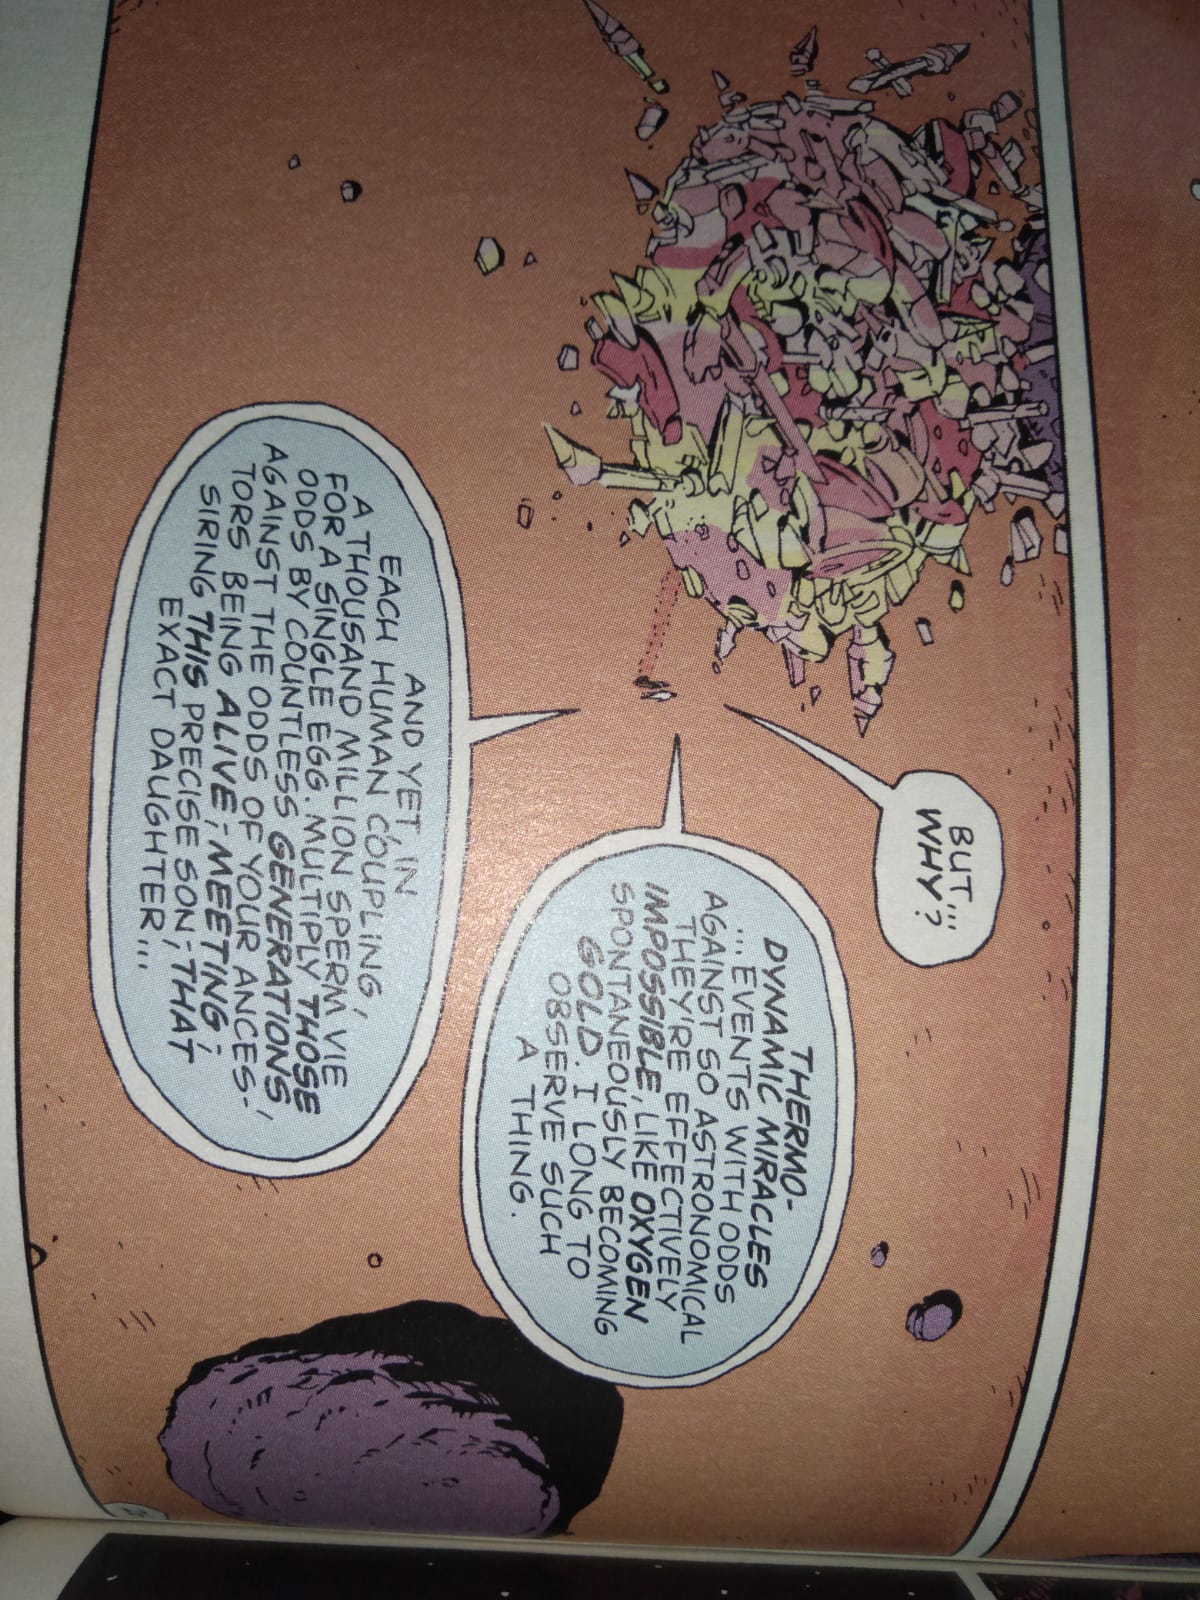 BUT...
WHY?
THERMO-
DYNAMIC MIRACLES
...EVENTS WITH ODDS
AGAINST SO ASTRONOMICAL
THEY'RE EFFECTIVELY
IMPOSSIBLE, LIKE OXYGEN
SPONTANEOUSLY BECOMING
GOLD. I LONG TO
OBSERVE SUCH
A THING.
AND YET, IN
EACH HUMAN COUPLING,
A THOUSAND MILLION SPERM VIE
FOR A SINGLE EGG. MULTIPLY THOSE
ODDS BY COUNTLESS GENERATIONS,
AGAINST THE ODDS OF YOUR ANCES-
TORS BEING ALIVE; MEETING;
SIRING THIS PRECISE SON; THAT
EXACT DAUGHTER...